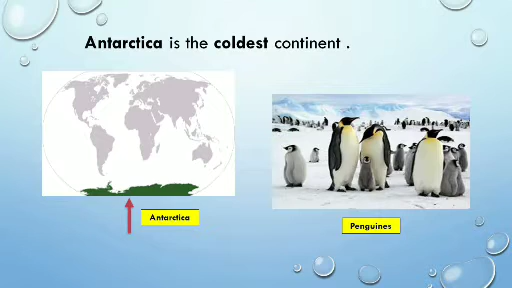 Antarctica is the coldest continent .
Antarctica
Penguines